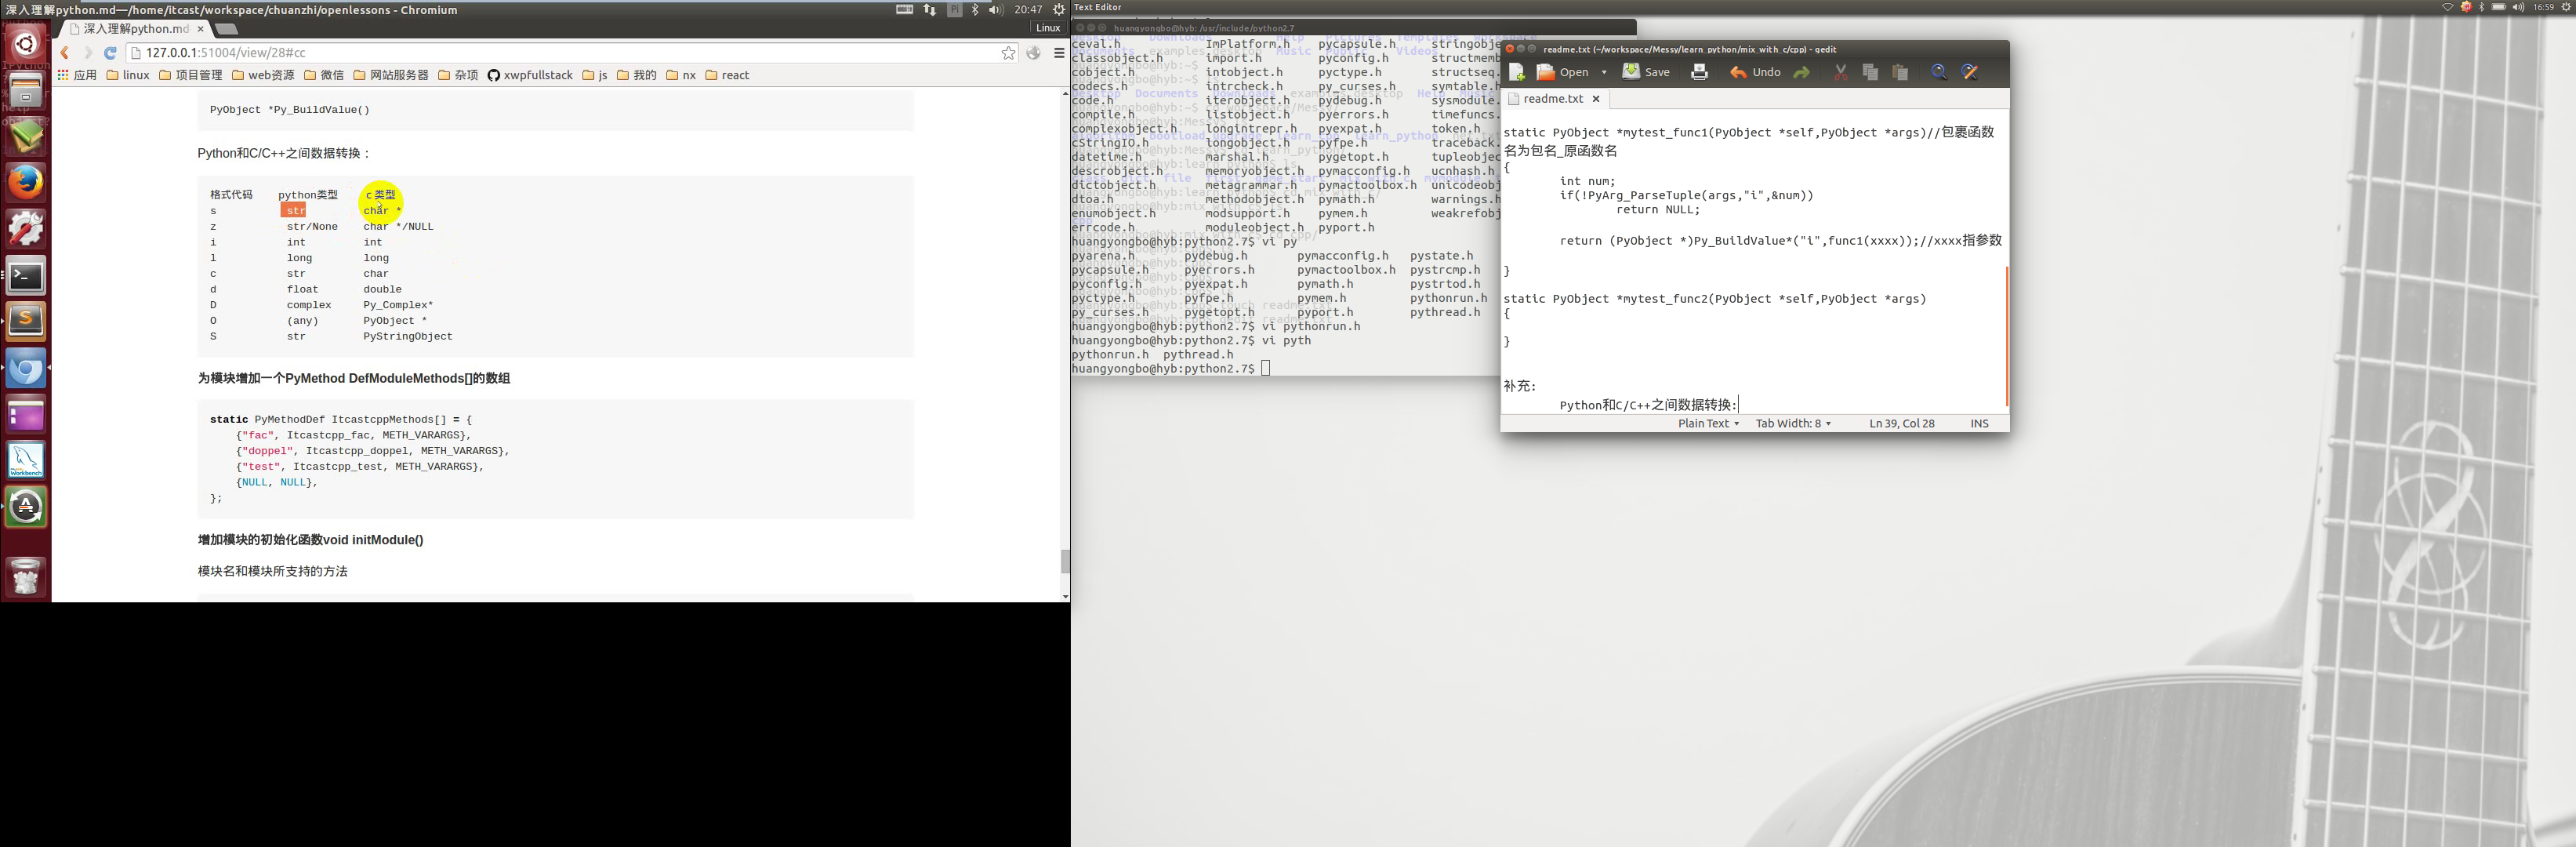 深入理解python.md—/home/itcast/workspace/chuanzhi/openlessons - Chromium
20:47
深入理解python.md
Linux
127.0.0.1:51004/view/28#cc
应用 linux 项目管理 web资源 微信 网站服务器 杂项 xwpfullstack js 我的 nx react
PyObject *Py_BuildValue()
Python和C/C++之间数据转换：
格式代码 python类型 c 类型
s str char *
z str/None char */NULL
i int int
l long long
c str char
d float double
D complex Py_Complex*
O (any) PyObject *
S str PyStringObject
为模块增加一个PyMethod DefModuleMethods[]的数组
static PyMethodDef ItcastcppMethods[] = {
{"fac", Itcastcpp_fac, METH_VARARGS},
{"doppel", Itcastcpp_doppel, METH_VARARGS},
{"test", Itcastcpp_test, METH_VARARGS},
{NULL, NULL},
};
增加模块的初始化函数void initModule()
模块名和模块所支持的方法
Text Editor
16:59
huangyongbo@hyb: /usr/include/python2.7
ceval.h ImPlatform.h pycapsule.h stringobje
classobject.h import.h pyconfig.h structmemb
cobject.h intobject.h pyctype.h structseq.
codecs.h intrcheck.h py_curses.h symtable.h
code.h iterobject.h pydebug.h sysmodule.
compile.h listobject.h pyerrors.h timefuncs.
complexobject.h longintrepr.h pyexpat.h token.h
cStringIO.h longobject.h pyfpe.h traceback.
datetime.h marshal.h pygetopt.h tupleobjec
descrobject.h memoryobject.h pymacconfig.h ucnhash.h
dictobject.h metagrammar.h pymactoolbox.h unicodeobj
dtoa.h methodobject.h pymath.h warnings.h
enumobject.h modsupport.h pymem.h weakrefobj
errcode.h moduleobject.h pyport.h
huangyongbo@hyb:python2.7$ vi py
pyarena.h pydebug.h pymacconfig.h pystate.h
pycapsule.h pyerrors.h pymactoolbox.h pystrcmp.h
pyconfig.h pyexpat.h pymath.h pystrtod.h
pyctype.h pyfpe.h pymem.h pythonrun.h
py_curses.h pygetopt.h pyport.h pythread.h
huangyongbo@hyb:python2.7$ vi pythonrun.h
huangyongbo@hyb:python2.7$ vi pyth
pythonrun.h pythread.h
huangyongbo@hyb:python2.7$
readme.txt (~/workspace/Messy/learn_python/mix_with_c/cpp) - gedit
Open Save Undo
readme.txt
static PyObject *mytest_func1(PyObject *self,PyObject *args)//包裹函数
名为包名_原函数名
{
int num;
if(!PyArg_ParseTuple(args,"i",&num))
return NULL;
return (PyObject *)Py_BuildValue*("i",func1(xxxx));//xxxx指参数
}
static PyObject *mytest_func2(PyObject *self,PyObject *args)
{
}
补充:
Python和C/C++之间数据转换:
Plain Text Tab Width: 8 Ln 39, Col 28 INS